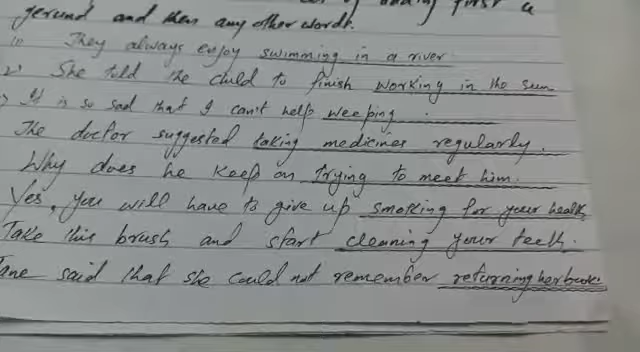 gerund and then any other words.
1) They always enjoy swimming in a river.
2) She told the child to finish working in the sun
) It is so sad that I can't help weeping.
The doctor suggested taking medicines regularly.
Why does he keep on trying to meet him.
Yes, you will have to give up smoking for your health
Take this brush and start cleaning your teeth.
Jane said that she could not remember returning her book.